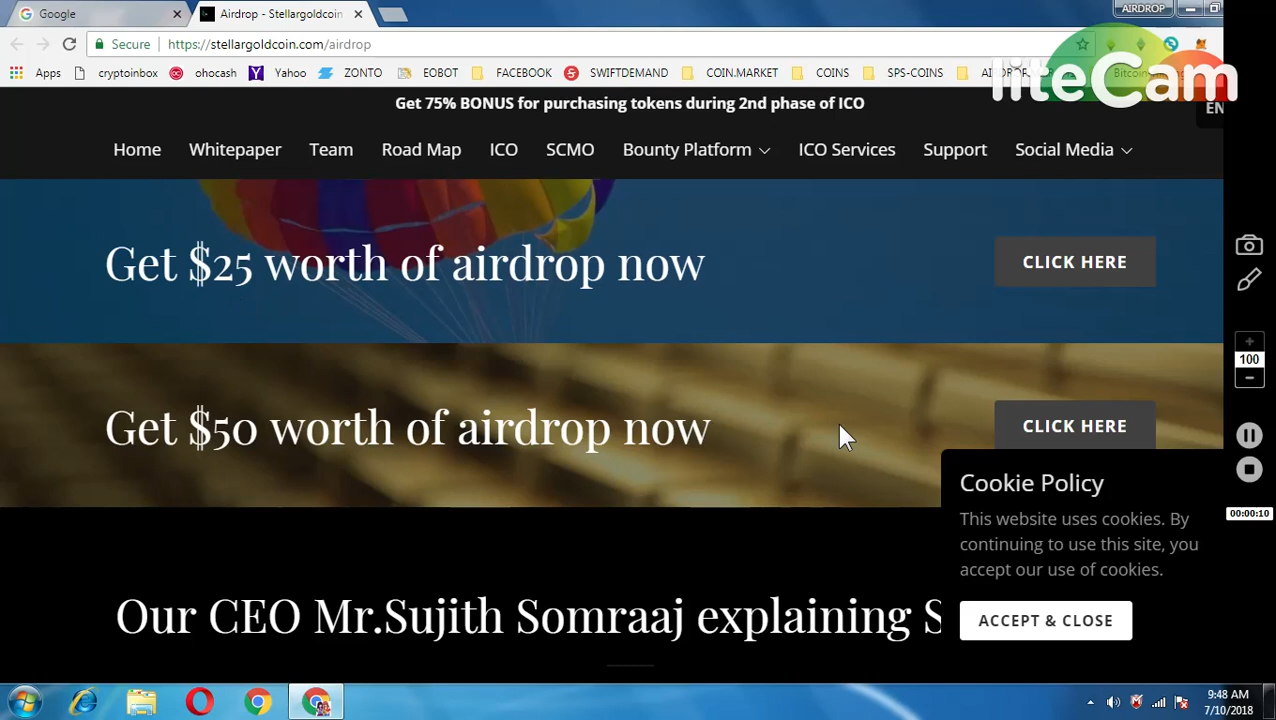 Google
Airdrop - Stellargoldcoin
AIRDROP
Secure
https://stellargoldcoin.com/airdrop
Apps
cryptoinbox
ohocash
Yahoo
EOBOT
FACEBOOK
SWIFTDEMAND
COIN.MARKET
COINS
SPS-COINS
liteCam
Get 75% BONUS for purchasing tokens during 2nd phase of ICO
EN
Home
Whitepaper
Team
Road Map
ICO
SCMO
Bounty Platform
ICO Services
Support
Social Media
Get $25 worth of airdrop now
CLICK HERE
Get $50 worth of airdrop now
CLICK HERE
100
00:00:10
Cookie Policy
This website uses cookies. By
continuing to use this site, you
accept our use of cookies.
ACCEPT & CLOSE
Our CEO Mr.Sujith Somraaj explaining S
9:48 AM
7/10/2018